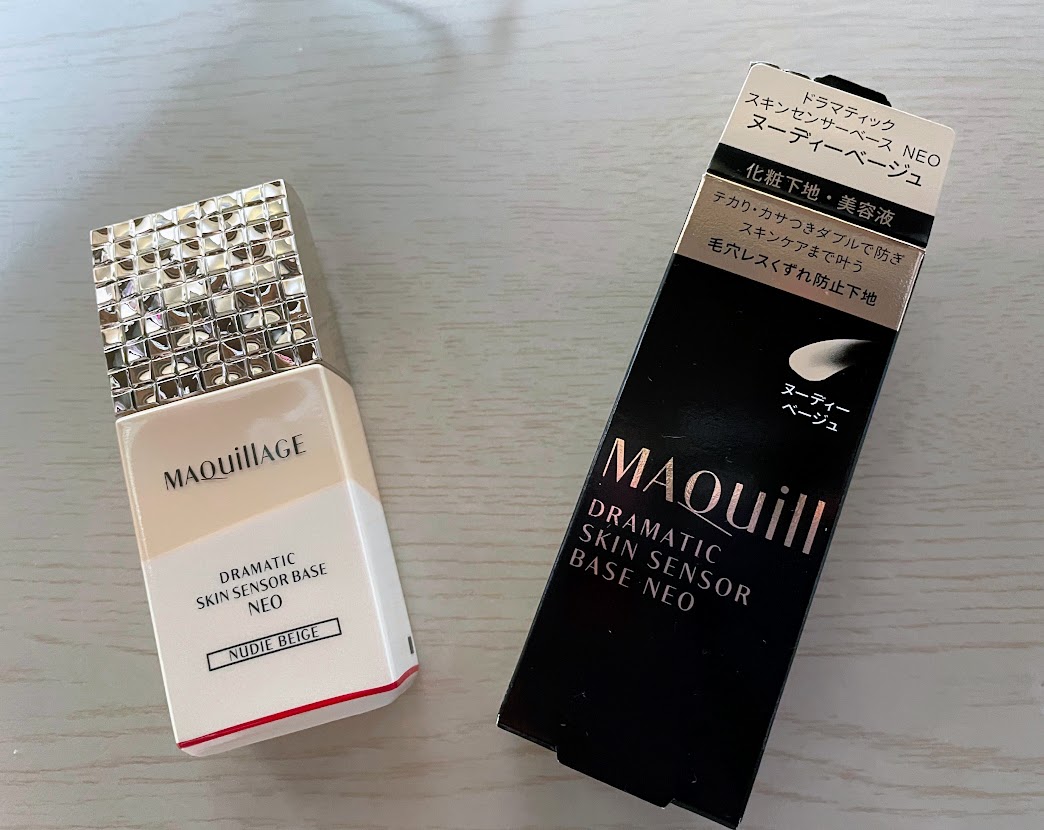 MAQuillAGE
DRAMATIC
SKIN SENSOR BASE
NEO
NUDIE BEIGE
ドラマティック
スキンセンサーベース NEO
ヌーディーベージュ
化粧下地・美容液
テカリ・カサつきダブルで防ぎ
スキンケアまで叶う
毛穴レスくずれ防止下地
ヌーディー
ベージュ
MAQuill
DRAMATIC
SKIN SENSOR
BASE NEO